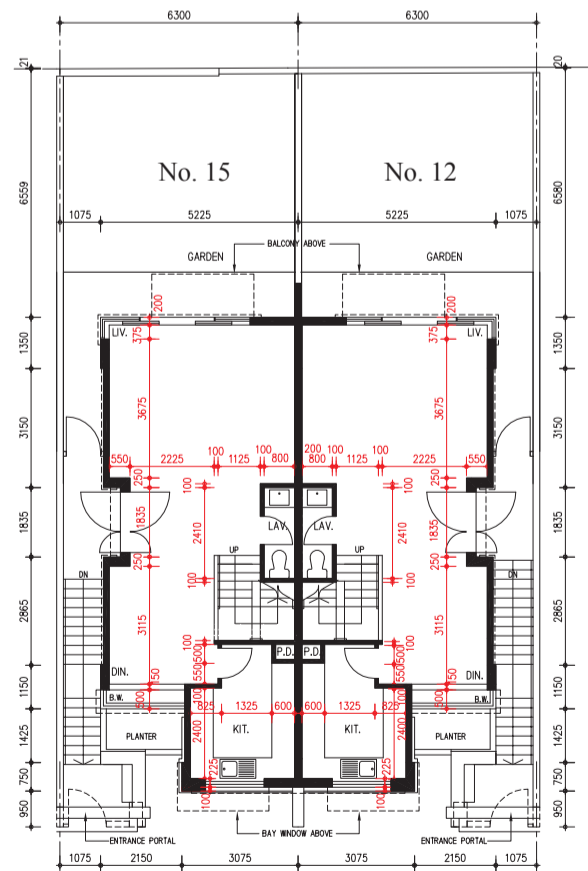 6300 6300
21 20
6559 6580
No. 15 No. 12
1075 5225 5225 1075
BALCONY ABOVE
GARDEN GARDEN
200 200
LIV. LIV.
375 375
1350 1350
3675 3675
3150 3150
100 100 200 100 100
550 2225 1125 800 800 1125 2225 550
250 250
100 100
1835 1835 2410 LAV. LAV. 2410 1835 1835
250 UP UP 250
DN DN
100 100
2865 3115 3115 2865
100 100
500 P.D. P.D. 500
550 550
DIN. DIN.
150 150
1150 B.W. 100 100 B.W. 1150
500 500
825 1325 600 600 1325 825
1425 PLANTER 2400 KIT. KIT. 2400 PLANTER 1425
750 225 225 750
100 100
950 950
BAY WINDOW ABOVE
ENTRANCE PORTAL ENTRANCE PORTAL
1075 2150 3075 3075 2150 1075